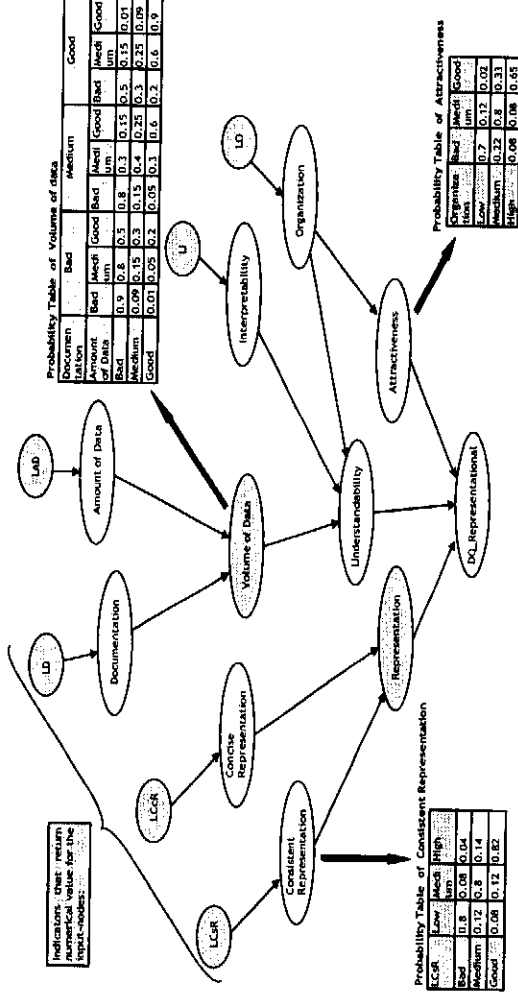 Indicators that return
numerical value for the
input-nodes:
LCsR
LCcR
LD
LAD
LI
LO
Consistent
Representation
Concise
Representation
Documentation
Amount of Data
Interpretability
Organization
Volume of Data
Representation
Understandability
Attractiveness
DQ_Representational
Probability Table of Volume of data
Documen Bad Medium Good
tation
Amount Bad Medi Good Bad Medi Good Bad Medi Good
of Data um um um
Bad 0.9 0.8 0.5 0.8 0.3 0.15 0.5 0.15 0.01
Medium 0.09 0.15 0.3 0.15 0.4 0.25 0.3 0.25 0.09
Good 0.01 0.05 0.2 0.05 0.3 0.6 0.2 0.6 0.9
Probability Table of Consistent Representation
LCsR Low Medi High
um
Bad 0.8 0.08 0.04
Medium 0.12 0.8 0.14
Good 0.08 0.12 0.82
Probability Table of Attractiveness
Organiza Bad Medi Good
tion um
Low 0.7 0.12 0.02
Medium 0.22 0.8 0.33
High 0.08 0.08 0.65